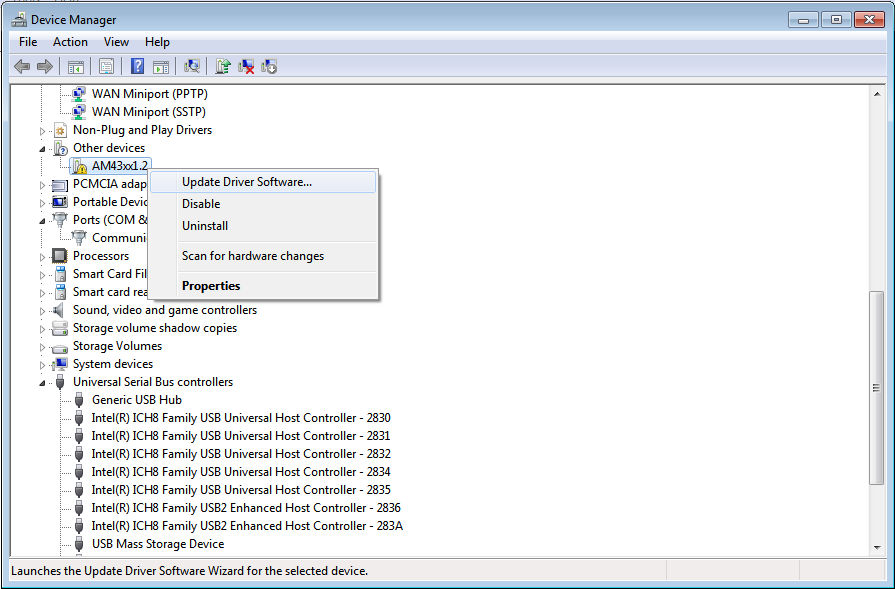 Device Manager
File Action View Help
WAN Miniport (PPTP)
WAN Miniport (SSTP)
Non-Plug and Play Drivers
Other devices
AM43xx1.2
Update Driver Software...
PCMCIA adap
Portable Devic
Disable
Ports (COM &
Uninstall
Communi
Processors
Scan for hardware changes
Smart Card Fil
Smart card rea
Properties
Sound, video and game controllers
Storage volume shadow copies
Storage Volumes
System devices
Universal Serial Bus controllers
Generic USB Hub
Intel(R) ICH8 Family USB Universal Host Controller - 2830
Intel(R) ICH8 Family USB Universal Host Controller - 2831
Intel(R) ICH8 Family USB Universal Host Controller - 2832
Intel(R) ICH8 Family USB Universal Host Controller - 2834
Intel(R) ICH8 Family USB Universal Host Controller - 2835
Intel(R) ICH8 Family USB2 Enhanced Host Controller - 2836
Intel(R) ICH8 Family USB2 Enhanced Host Controller - 283A
USB Mass Storage Device
Launches the Update Driver Software Wizard for the selected device.